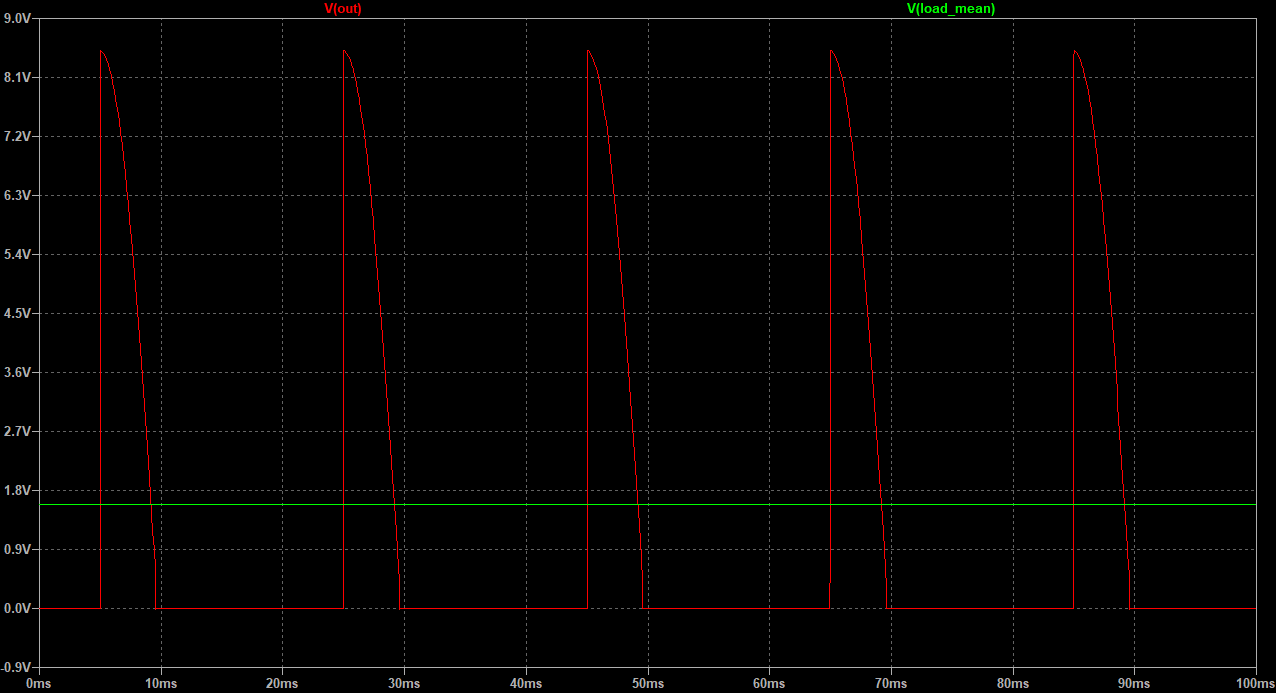 V(out) V(load_mean)
9.0V
8.1V
7.2V
6.3V
5.4V
4.5V
3.6V
2.7V
1.8V
0.9V
0.0V
-0.9V
0ms 10ms 20ms 30ms 40ms 50ms 60ms 70ms 80ms 90ms 100ms